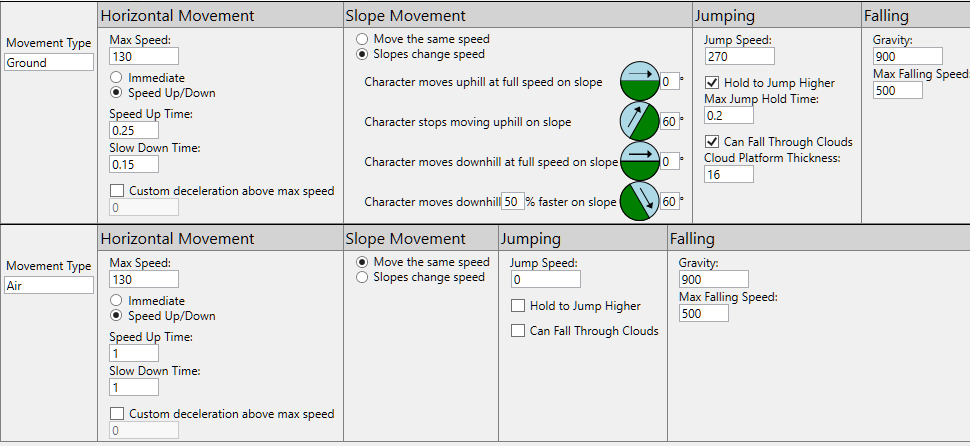 Horizontal Movement
Slope Movement
Jumping
Falling
Movement Type
Ground
Max Speed:
130
Immediate
Speed Up/Down
Speed Up Time:
0.25
Slow Down Time:
0.15
Custom deceleration above max speed
0
Move the same speed
Slopes change speed
Character moves uphill at full speed on slope 0°
Character stops moving uphill on slope 60°
Character moves downhill at full speed on slope 0°
Character moves downhill 50 % faster on slope 60°
Jump Speed:
270
Hold to Jump Higher
Max Jump Hold Time:
0.2
Can Fall Through Clouds
Cloud Platform Thickness:
16
Gravity:
900
Max Falling Speed:
500
Horizontal Movement
Slope Movement
Jumping
Falling
Movement Type
Air
Max Speed:
130
Immediate
Speed Up/Down
Speed Up Time:
1
Slow Down Time:
1
Custom deceleration above max speed
0
Move the same speed
Slopes change speed
Jump Speed:
0
Hold to Jump Higher
Can Fall Through Clouds
Gravity:
900
Max Falling Speed:
500